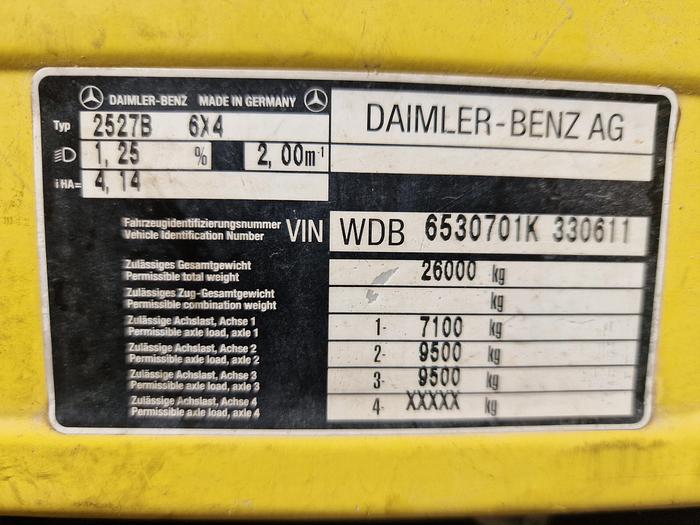 DAIMLER-BENZ MADE IN GERMANY
DAIMLER-BENZ AG
Typ 2527B 6X4
1,25 % 2,00m-1
iHA= 4,14
Fahrzeugidentifizierungsnummer
Vehicle Identification Number
VIN WDB 6530701K 330611
Zulässiges Gesamtgewicht
Permissible total weight
26000 kg
Zulässiges Zug-Gesamtgewicht
Permissible combination weight
kg
Zulässige Achslast, Achse 1
Permissible axle load, axle 1
1- 7100 kg
Zulässige Achslast, Achse 2
Permissible axle load, axle 2
2- 9500 kg
Zulässige Achslast, Achse 3
Permissible axle load, axle 3
3- 9500 kg
Zulässige Achslast, Achse 4
Permissible axle load, axle 4
4- XXXXX kg